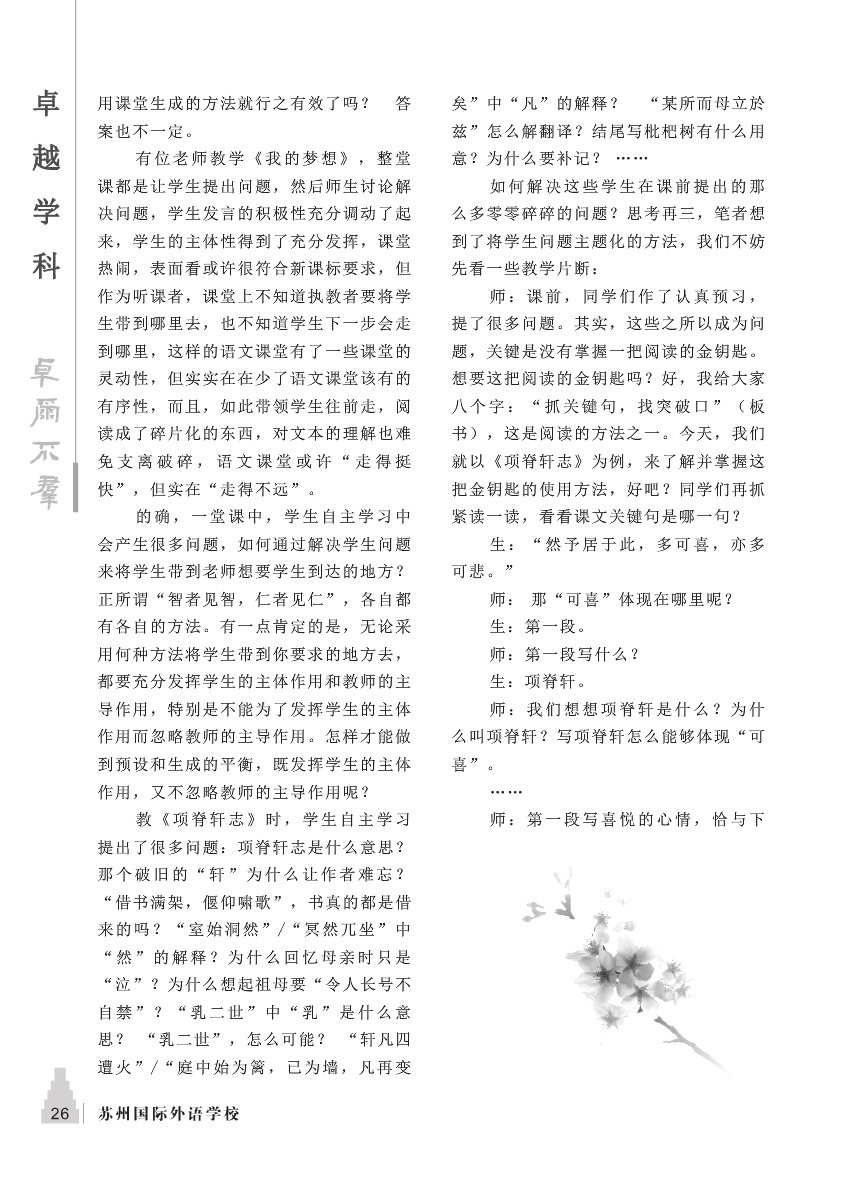 卓越学科
卓尔不群
用课堂生成的方法就行之有效了吗？　答
案也不一定。
有位老师教学《我的梦想》，整堂
课都是让学生提出问题，然后师生讨论解
决问题，学生发言的积极性充分调动了起
来，学生的主体性得到了充分发挥，课堂
热闹，表面看或许很符合新课标要求，但
作为听课者，课堂上不知道执教者要将学
生带到哪里去，也不知道学生下一步会走
到哪里，这样的语文课堂有了一些课堂的
灵动性，但实实在在少了语文课堂该有的
有序性，而且，如此带领学生往前走，阅
读成了碎片化的东西，对文本的理解也难
免支离破碎，语文课堂或许“走得挺
快”，但实在“走得不远”。
的确，一堂课中，学生自主学习中
会产生很多问题，如何通过解决学生问题
来将学生带到老师想要学生到达的地方？
正所谓“智者见智，仁者见仁”，各自都
有各自的方法。有一点肯定的是，无论采
用何种方法将学生带到你要求的地方去，
都要充分发挥学生的主体作用和教师的主
导作用，特别是不能为了发挥学生的主体
作用而忽略教师的主导作用。怎样才能做
到预设和生成的平衡，既发挥学生的主体
作用，又不忽略教师的主导作用呢？
教《项脊轩志》时，学生自主学习
提出了很多问题：项脊轩志是什么意思？
那个破旧的“轩”为什么让作者难忘？
“借书满架，偃仰啸歌”，书真的都是借
来的吗？“室始洞然”/“冥然兀坐”中
“然”的解释？为什么回忆母亲时只是
“泣”？为什么想起祖母要“令人长号不
自禁”？“乳二世”中“乳”是什么意
思？ “乳二世”，怎么可能？ “轩凡四
遭火”/“庭中始为篱，已为墙，凡再变
矣”中“凡”的解释？　“某所而母立於
兹”怎么解翻译？结尾写枇杷树有什么用
意？为什么要补记？ ……
如何解决这些学生在课前提出的那
么多零零碎碎的问题？思考再三，笔者想
到了将学生问题主题化的方法，我们不妨
先看一些教学片断：
师：课前，同学们作了认真预习，
提了很多问题。其实，这些之所以成为问
题，关键是没有掌握一把阅读的金钥匙。
想要这把阅读的金钥匙吗？好，我给大家
八个字：“抓关键句，找突破口”（板
书），这是阅读的方法之一。今天，我们
就以《项脊轩志》为例，来了解并掌握这
把金钥匙的使用方法，好吧？同学们再抓
紧读一读，看看课文关键句是哪一句？
生：“然予居于此，多可喜，亦多
可悲。”
师： 那“可喜”体现在哪里呢？
生：第一段。
师：第一段写什么？
生：项脊轩。
师：我们想想项脊轩是什么？为什
么叫项脊轩？写项脊轩怎么能够体现“可
喜”。
……
师：第一段写喜悦的心情，恰与下
26
苏州国际外语学校